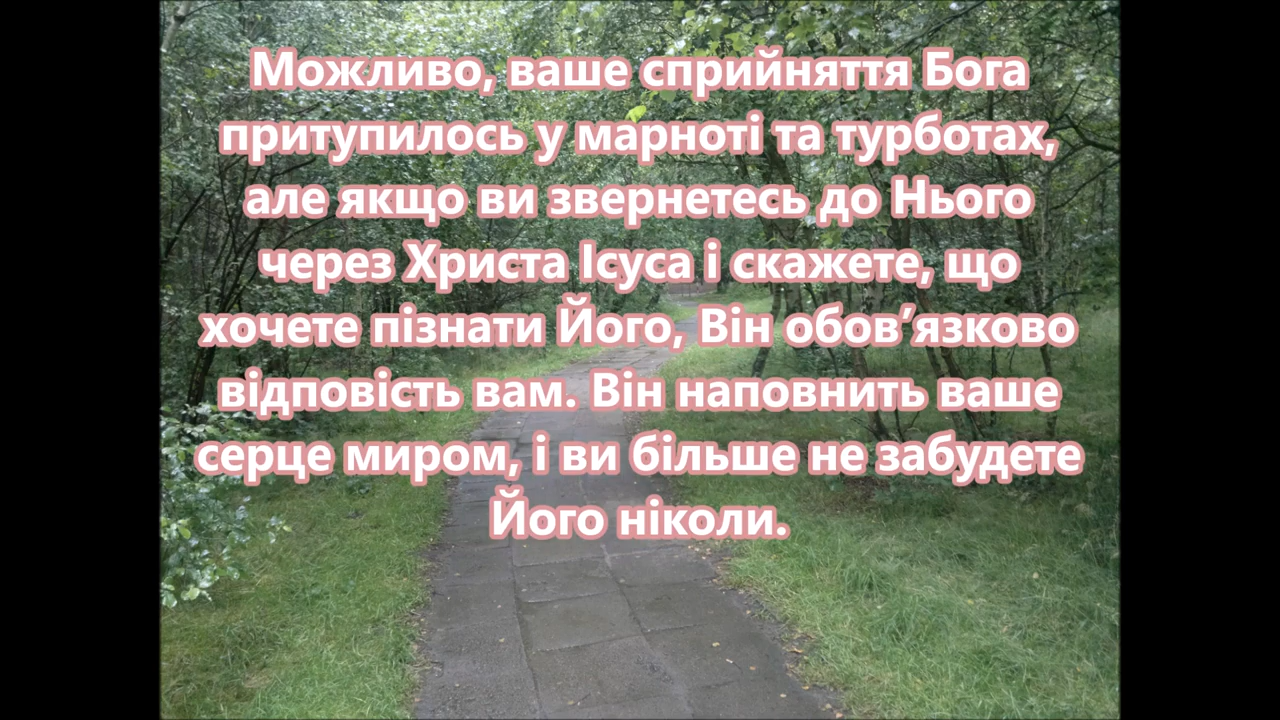 Можливо, ваше сприйняття Бога
притупилось у марноті та турботах,
але якщо ви звернетесь до Нього
через Христа Ісуса і скажете, що
хочете пізнати Його, Він обов’язково
відповість вам. Він наповнить ваше
серце миром, і ви більше не забудете
Його ніколи.